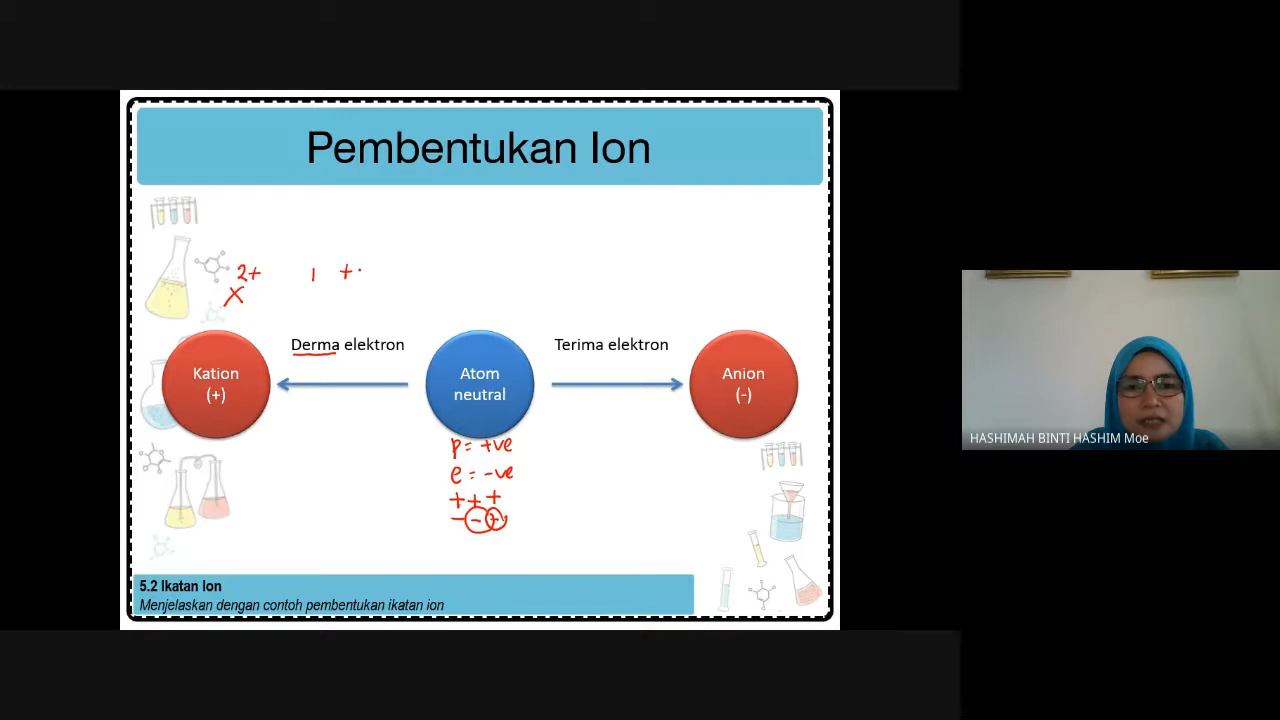 Pembentukan Ion
2+ 1 +
X
Derma elektron
Terima elektron
Kation
(+)
Atom
neutral
Anion
(-)
p = +ve
e = -ve
+ + +
- -
HASHIMAH BINTI HASHIM Moe
5.2 Ikatan Ion
Menjelaskan dengan contoh pembentukan ikatan ion